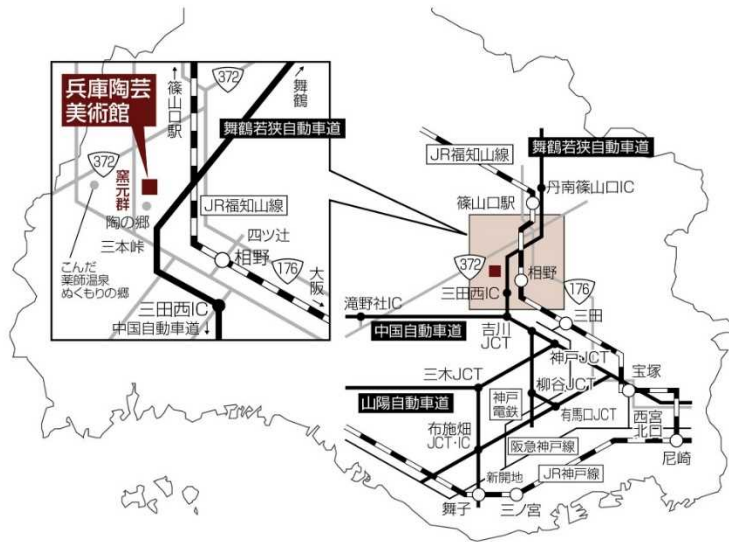 兵庫陶芸
美術館
372
↑
篠山口駅
↗
舞鶴
舞鶴若狭自動車道
372
窯元群
陶の郷
三本峠
こんだ
薬師温泉
ぬくもりの郷
JR福知山線
四ツ辻
相野
176
大阪
↘
三田西IC
中国自動車道↓
JR福知山線
舞鶴若狭自動車道
丹南篠山口IC
篠山口駅
372
相野
176
三田西IC
滝野社IC
中国自動車道
吉川
JCT
三田
神戸JCT
三木JCT
柳谷JCT
宝塚
山陽自動車道
神戸
電鉄
有馬口JCT
西宮
北口
布施畑
JCT・IC
阪急神戸線
尼崎
新開地
JR神戸線
舞子
三ノ宮